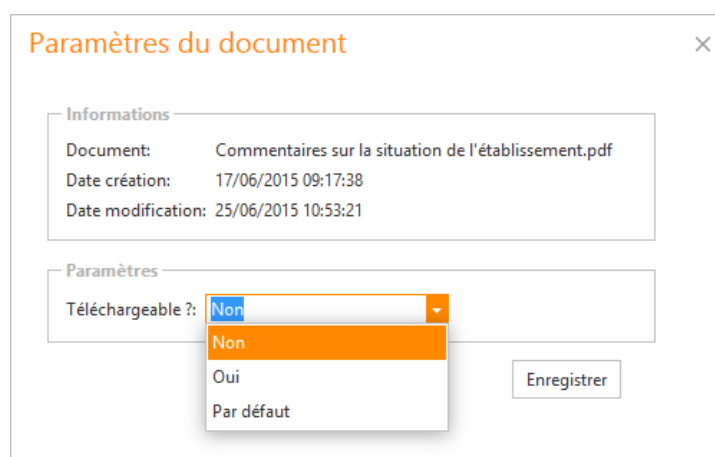 Paramètres du document
Informations
Document: Commentaires sur la situation de l'établissement.pdf
Date création: 17/06/2015 09:17:38
Date modification: 25/06/2015 10:53:21
Paramètres
Téléchargeable ?: Non
Non
Oui
Par défaut
Enregistrer